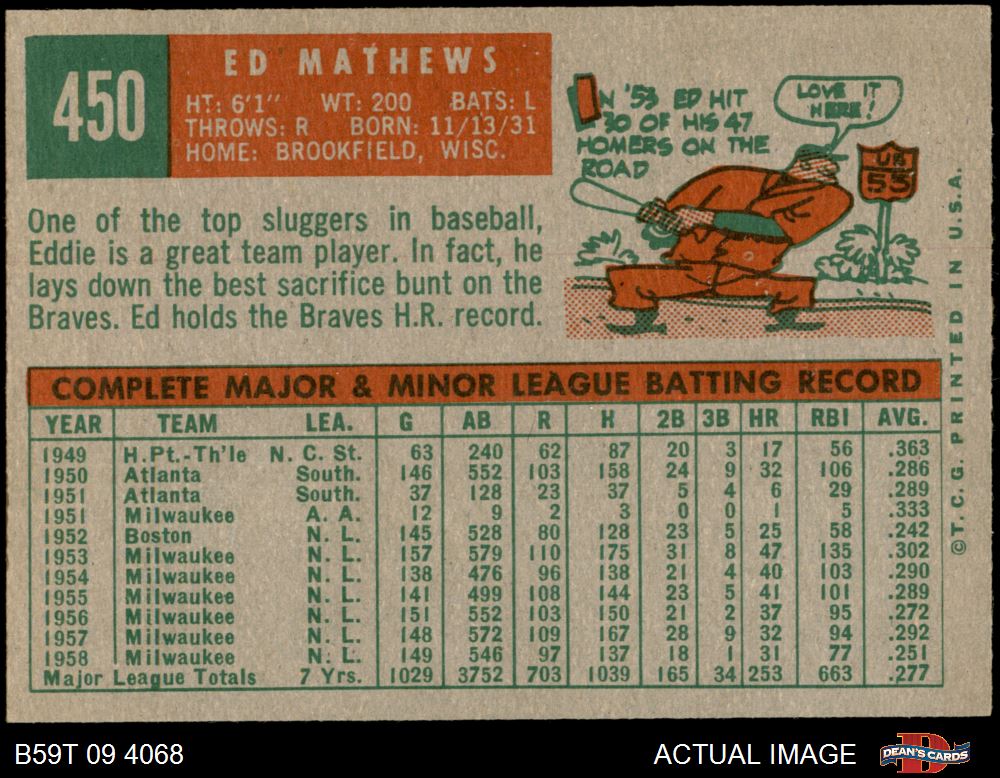 450
ED MATHEWS
HT: 6'1" WT: 200 BATS: L
THROWS: R BORN: 11/13/31
HOME: BROOKFIELD, WISC.
IN '53 ED HIT
30 OF HIS 47
HOMERS ON THE
ROAD
LOVE IT
HERE!
US
53
One of the top sluggers in baseball,
Eddie is a great team player. In fact, he
lays down the best sacrifice bunt on the
Braves. Ed holds the Braves H.R. record.
COMPLETE MAJOR & MINOR LEAGUE BATTING RECORD
YEAR TEAM LEA. G AB R H 2B 3B HR RBI AVG.
1949 H.Pt.-Th'le N. C. St. 63 240 62 87 20 3 17 56 .363
1950 Atlanta South. 146 552 103 158 24 9 32 106 .286
1951 Atlanta South. 37 128 23 37 5 4 6 29 .289
1951 Milwaukee A. A. 12 9 2 3 0 0 1 5 .333
1952 Boston N. L. 145 528 80 128 23 5 25 58 .242
1953 Milwaukee N. L. 157 579 110 175 31 8 47 135 .302
1954 Milwaukee N. L. 138 476 96 138 21 4 40 103 .290
1955 Milwaukee N. L. 141 499 108 144 23 5 41 101 .289
1956 Milwaukee N. L. 151 552 103 150 21 2 37 95 .272
1957 Milwaukee N. L. 148 572 109 167 28 9 32 94 .292
1958 Milwaukee N. L. 149 546 97 137 18 1 31 77 .251
Major League Totals 7 Yrs. 1029 3752 703 1039 165 34 253 663 .277
©T. C. G. PRINTED IN U.S.A.
B59T 09 4068
ACTUAL IMAGE
D
DEAN'S CARDS